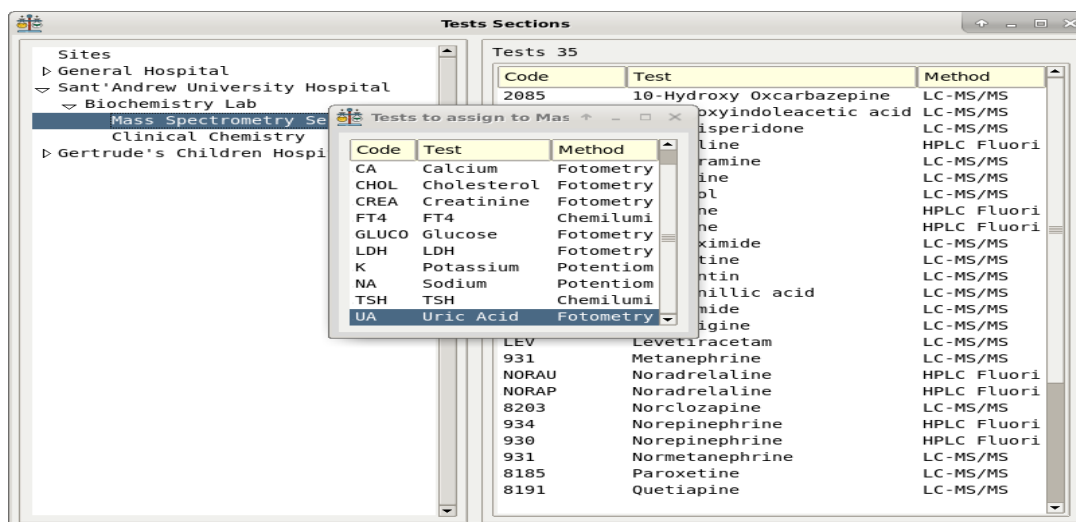 Tests Sections
Sites
General Hospital
Sant'Andrew University Hospital
Biochemistry Lab
Mass Spectrometry Se
Clinical Chemistry
Gertrude's Children Hospi
Tests 35
Code Test Method
2085 10-Hydroxy Oxcarbazepine LC-MS/MS
oxyindoleacetic acid LC-MS/MS
isperidone LC-MS/MS
line HPLC Fluori
ramine LC-MS/MS
ine LC-MS/MS
ol LC-MS/MS
ne HPLC Fluori
ne HPLC Fluori
ximide LC-MS/MS
tine LC-MS/MS
ntin LC-MS/MS
nillic acid LC-MS/MS
mide LC-MS/MS
igine LC-MS/MS
LEV Levetiracetam LC-MS/MS
931 Metanephrine LC-MS/MS
NORAU Noradrelaline HPLC Fluori
NORAP Noradrelaline HPLC Fluori
8203 Norclozapine LC-MS/MS
934 Norepinephrine HPLC Fluori
930 Norepinephrine HPLC Fluori
931 Normetanephrine LC-MS/MS
8185 Paroxetine LC-MS/MS
8191 Quetiapine LC-MS/MS
Tests to assign to Mas
Code Test Method
CA Calcium Fotometry
CHOL Cholesterol Fotometry
CREA Creatinine Fotometry
FT4 FT4 Chemilumi
GLUCO Glucose Fotometry
LDH LDH Fotometry
K Potassium Potentiom
NA Sodium Potentiom
TSH TSH Chemilumi
UA Uric Acid Fotometry